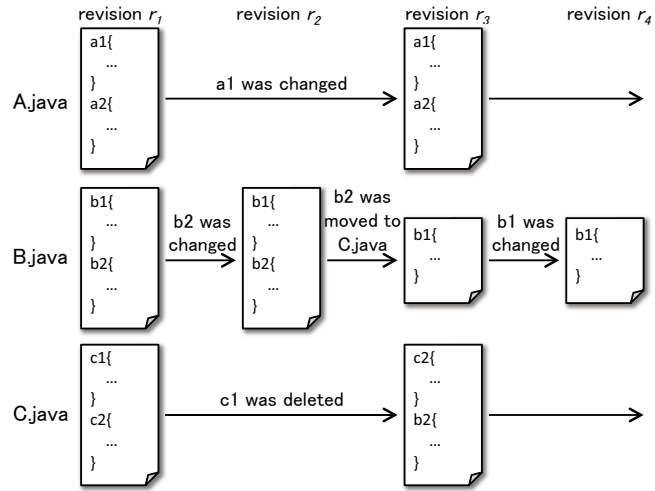 revision r1
revision r2
revision r3
revision r4
A.java
a1{
...
}
a2{
...
}
a1 was changed
a1{
...
}
a2{
...
}
B.java
b1{
...
}
b2{
...
}
b2 was
changed
b1{
...
}
b2{
...
}
b2 was
moved to
C.java
b1{
...
}
b1 was
changed
b1{
...
}
C.java
c1{
...
}
c2{
...
}
c1 was deleted
c2{
...
}
b2{
...
}